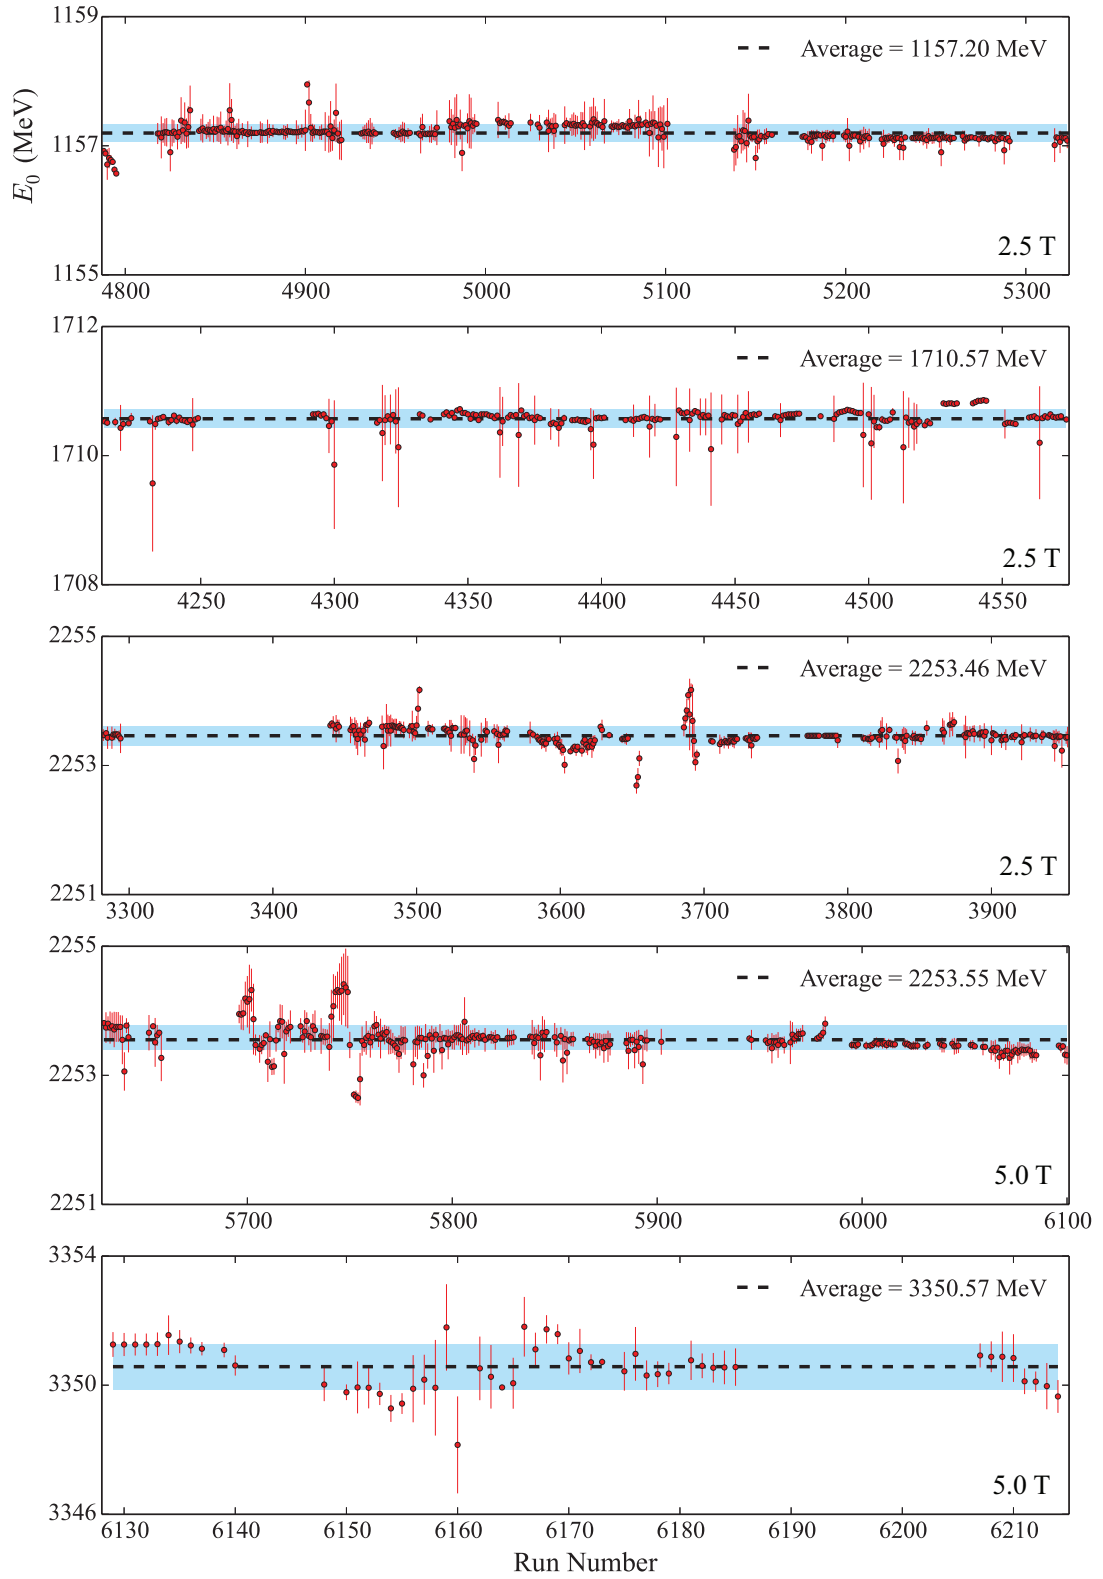 1159
Average = 1157.20 MeV
E0 (MeV)
1157
2.5 T
1155
4800 4900 5000 5100 5200 5300
1712
Average = 1710.57 MeV
1710
2.5 T
1708
4250 4300 4350 4400 4450 4500 4550
2255
Average = 2253.46 MeV
2253
2.5 T
2251
3300 3400 3500 3600 3700 3800 3900
2255
Average = 2253.55 MeV
2253
5.0 T
2251
5700 5800 5900 6000 6100
3354
Average = 3350.57 MeV
3350
5.0 T
3346
6130 6140 6150 6160 6170 6180 6190 6200 6210
Run Number